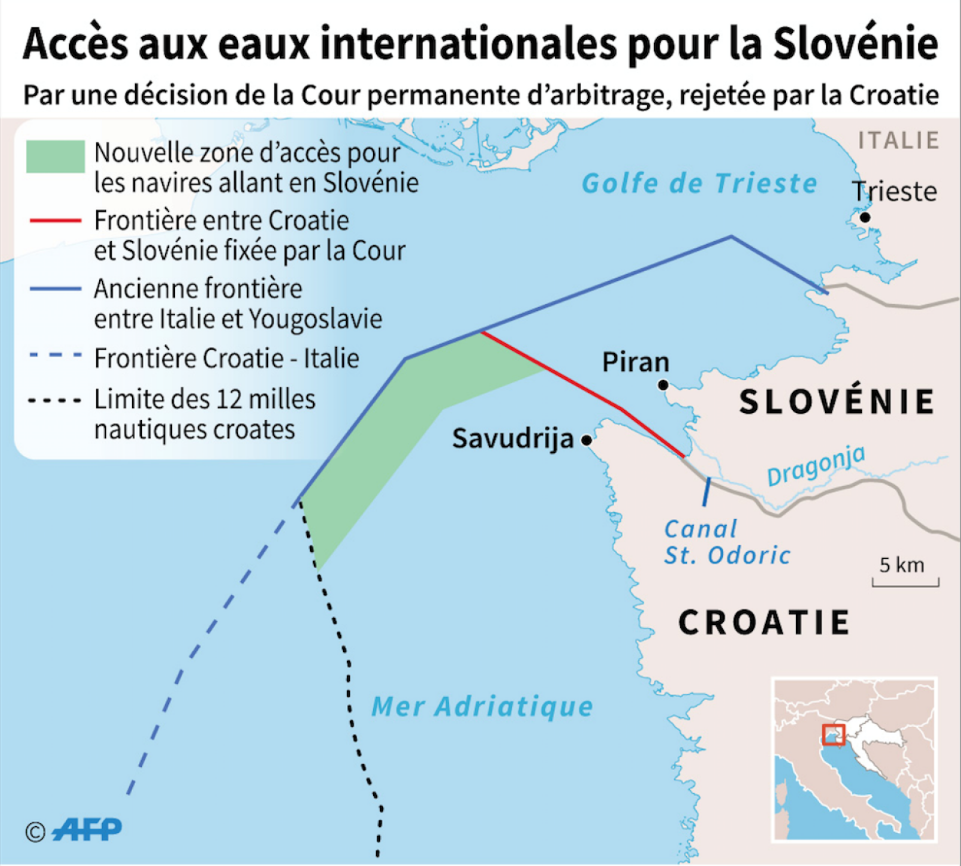 Accès aux eaux internationales pour la Slovénie
Par une décision de la Cour permanente d'arbitrage, rejetée par la Croatie
Nouvelle zone d'accès pour
les navires allant en Slovénie
Frontière entre Croatie
et Slovénie fixée par la Cour
Ancienne frontière
entre Italie et Yougoslavie
Frontière Croatie - Italie
Limite des 12 milles
nautiques croates
ITALIE
Golfe de Trieste
Trieste
Piran
SLOVÉNIE
Savudrija
Dragonja
Canal
St. Odoric
5 km
CROATIE
Mer Adriatique
© AFP